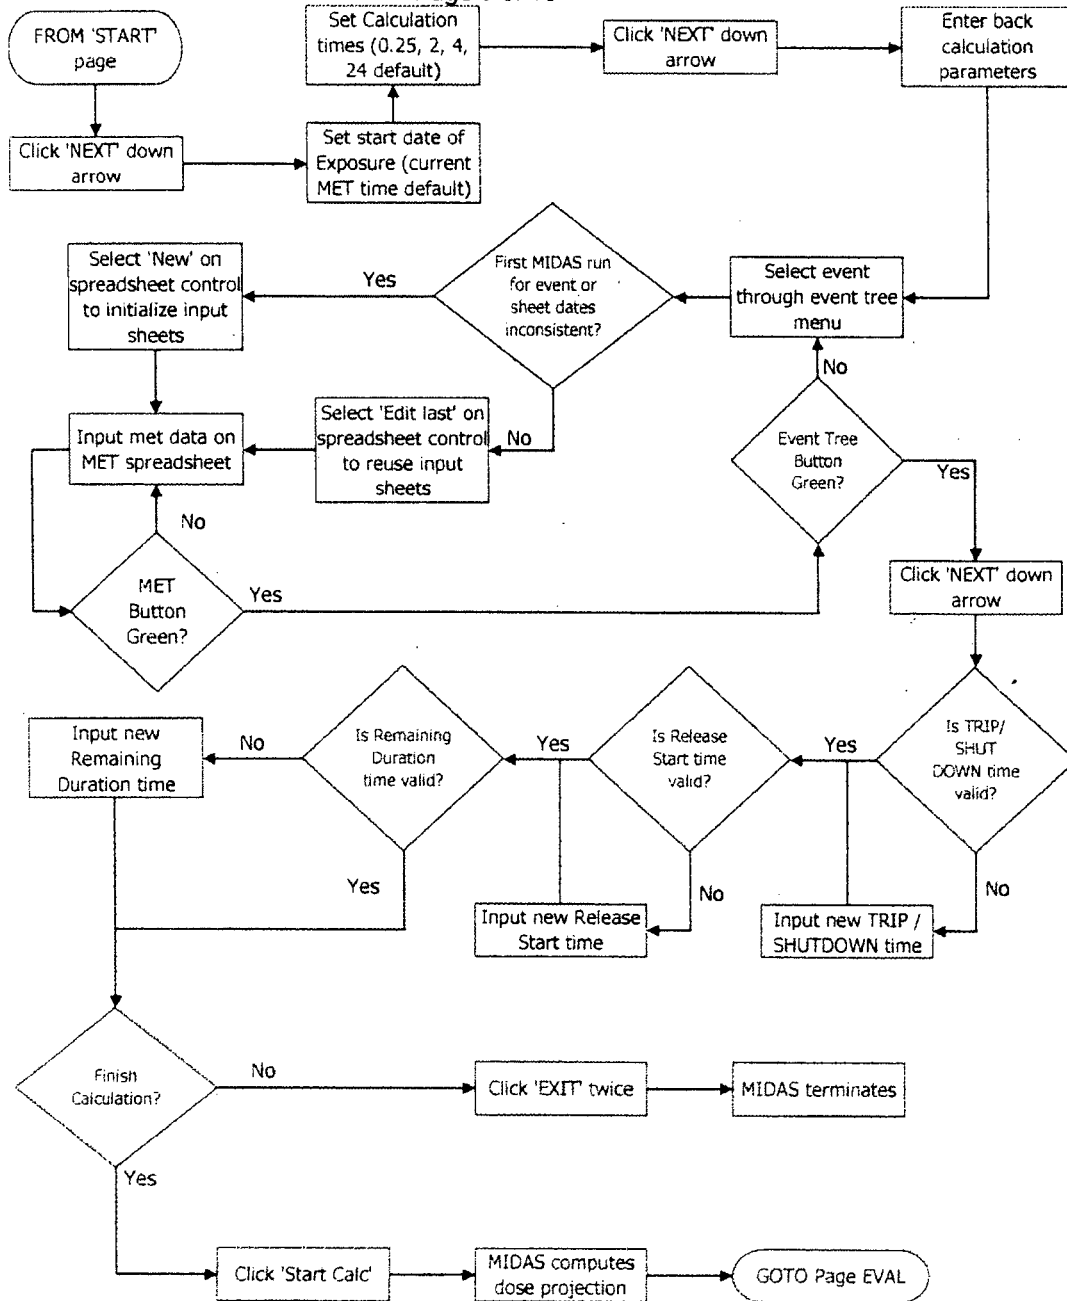 FROM 'START'
page
Click 'NEXT' down
arrow
Set start date of
Exposure (current
MET time default)
Set Calculation
times (0.25, 2, 4,
24 default)
Click 'NEXT' down
arrow
Enter back
calculation
parameters
Select event
through event tree
menu
First MIDAS run
for event or
sheet dates
inconsistent?
Yes
Select 'New' on
spreadsheet control
to initialize input
sheets
No
Select 'Edit last' on
spreadsheet control
to reuse input
sheets
Input met data on
MET spreadsheet
No
MET
Button
Green?
Yes
No
Event Tree
Button
Green?
Yes
Click 'NEXT' down
arrow
Is TRIP/
SHUT
DOWN time
valid?
Yes
No
Input new TRIP /
SHUTDOWN time
Is Release
Start time
valid?
Yes
No
Input new Release
Start time
Is Remaining
Duration
time valid?
No
Yes
Input new
Remaining
Duration time
Finish
Calculation?
No
Click 'EXIT' twice
MIDAS terminates
Yes
Click 'Start Calc'
MIDAS computes
dose projection
GOTO Page EVAL